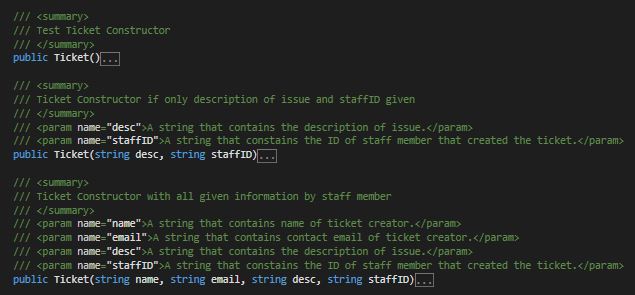 /// <summary>
/// Test Ticket Constructor
/// </summary>
public Ticket()...
/// <summary>
/// Ticket Constructor if only description of issue and staffID given
/// </summary>
/// <param name="desc">A string that contains the description of issue.</param>
/// <param name="staffID">A string that constains the ID of staff member that created the ticket.</param>
public Ticket(string desc, string staffID)...
/// <summary>
/// Ticket Constructor with all given information by staff member
/// </summary>
/// <param name="name">A string that contains name of ticket creator.</param>
/// <param name="email">A string that contains contact email of ticket creator.</param>
/// <param name="desc">A string that contains the description of issue.</param>
/// <param name="staffID">A string that constains the ID of staff member that created the ticket.</param>
public Ticket(string name, string email, string desc, string staffID)...